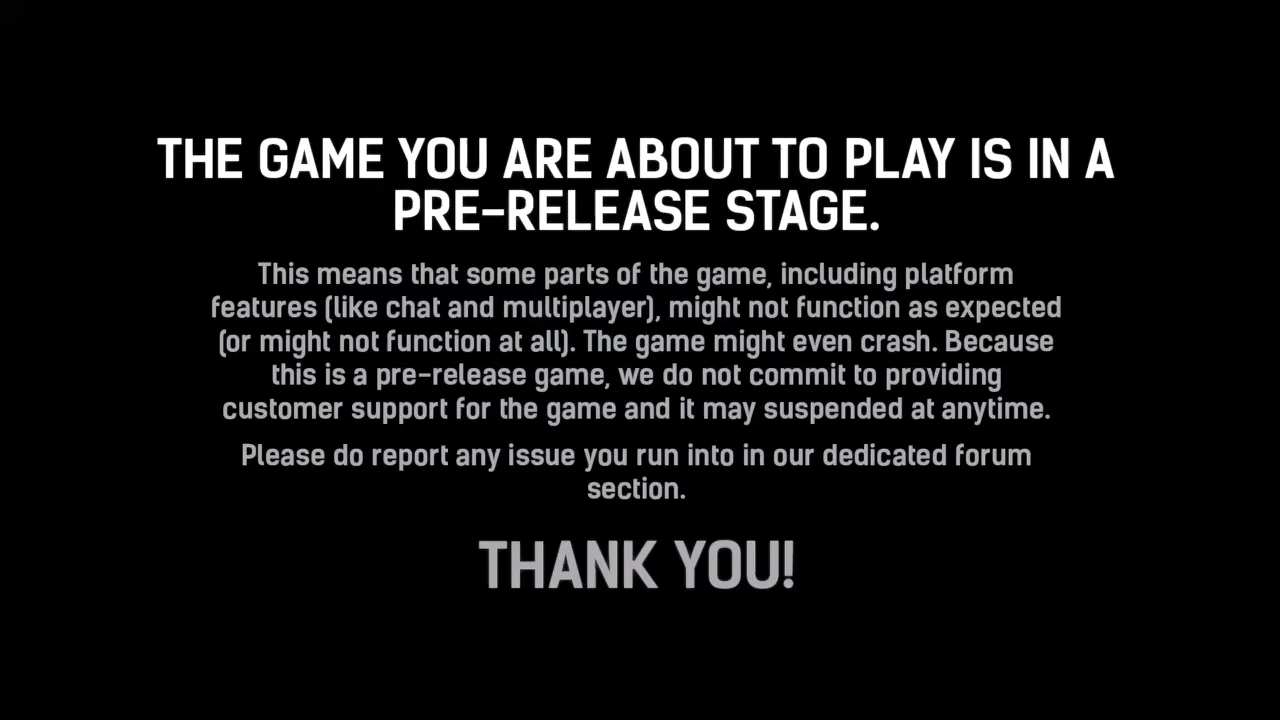 THE GAME YOU ARE ABOUT TO PLAY IS IN A
PRE-RELEASE STAGE.
This means that some parts of the game, including platform
features (like chat and multiplayer), might not function as expected
(or might not function at all). The game might even crash. Because
this is a pre-release game, we do not commit to providing
customer support for the game and it may suspended at anytime.
Please do report any issue you run into in our dedicated forum
section.
THANK YOU!